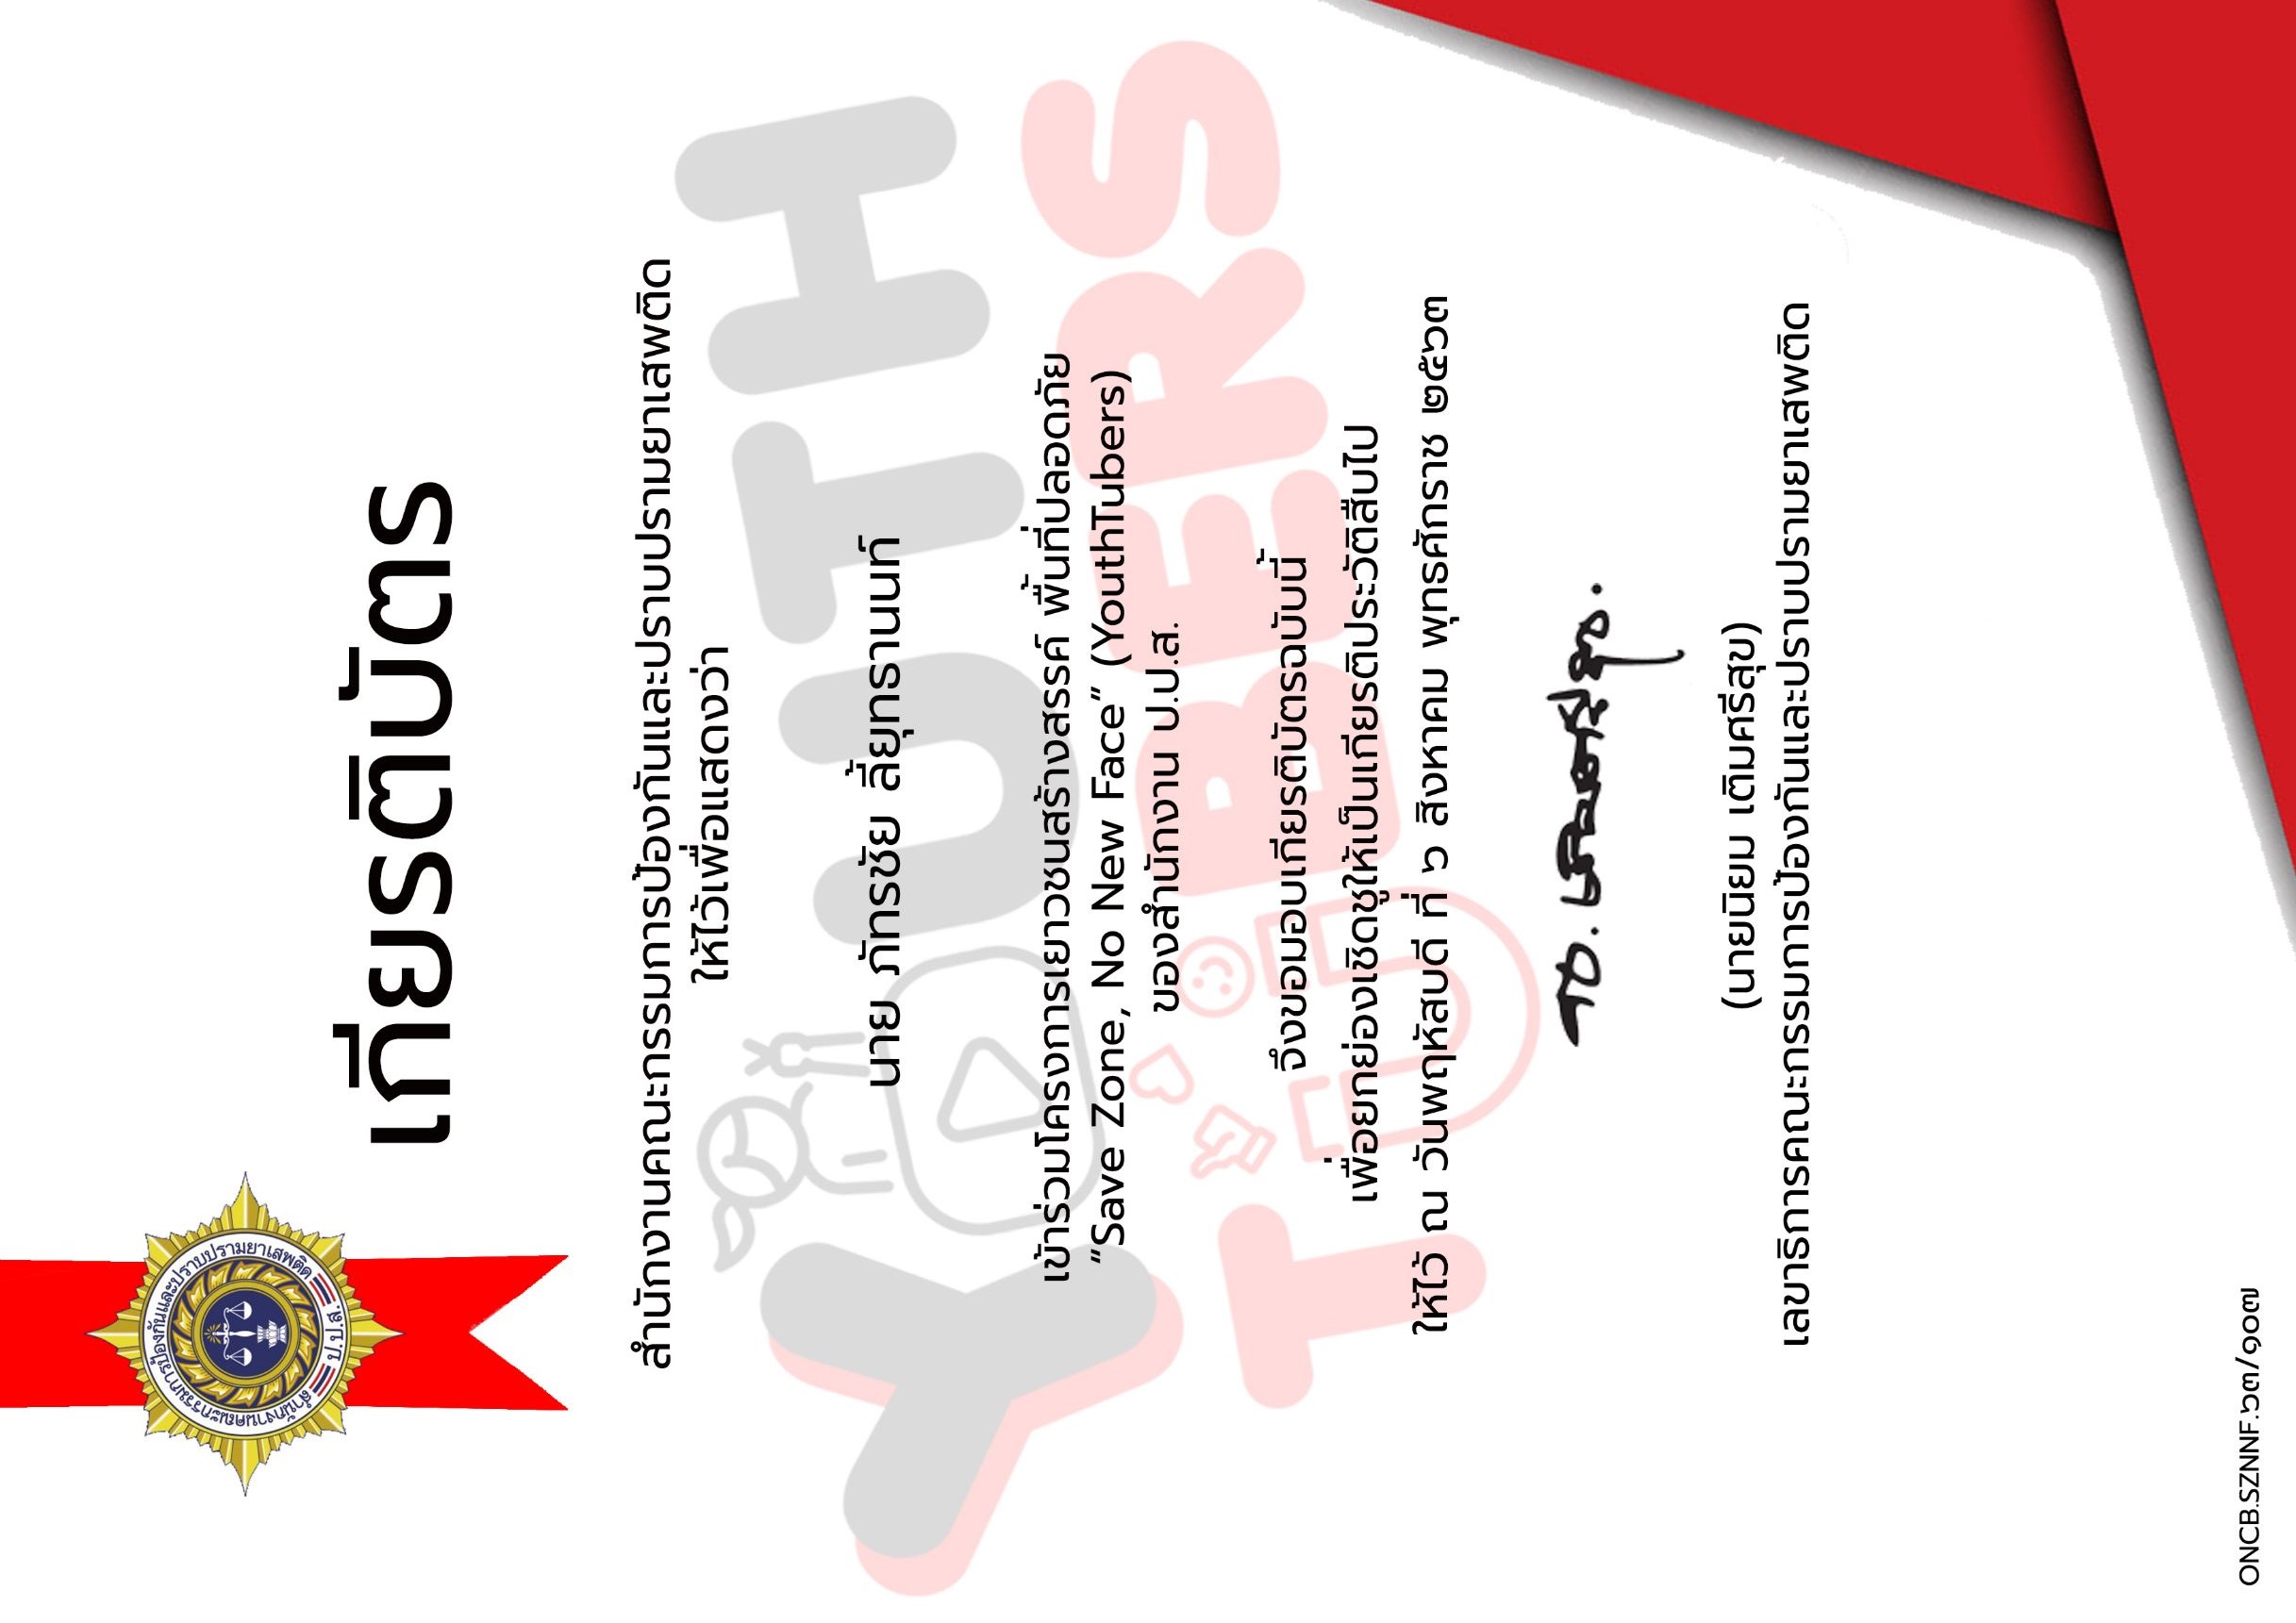 เกียรติบัตร
สำนักงานคณะกรรมการป้องกันและปราบปรามยาเสพติด
ให้ไว้เพื่อแสดงว่า
นาย ภัทรชัย ลี้ยุทธานนท์
เข้าร่วมโครงการเยาวชนสร้างสรรค์ พื้นที่ปลอดภัย
“Save Zone, No New Face” (YouthTubers)
ของสำนักงาน ป.ป.ส.
จึงขอมอบเกียรติบัตรฉบับนี้
เพื่อยกย่องเชิดชูให้เป็นเกียรติประวัติสืบไป
ให้ไว้ ณ วันพฤหัสบดี ที่ ๖ สิงหาคม พุทธศักราช ๒๕๖๓
(นายนิยม เติมศรีสุข)
เลขาธิการคณะกรรมการป้องกันและปราบปรามยาเสพติด
ONCB.SZNNF.๖๓/๑๐๗
สำนักงานคณะกรรมการป้องกันและปราบปรามยาเสพติด
ป.ป.ส.
YOUTH
TUBERS